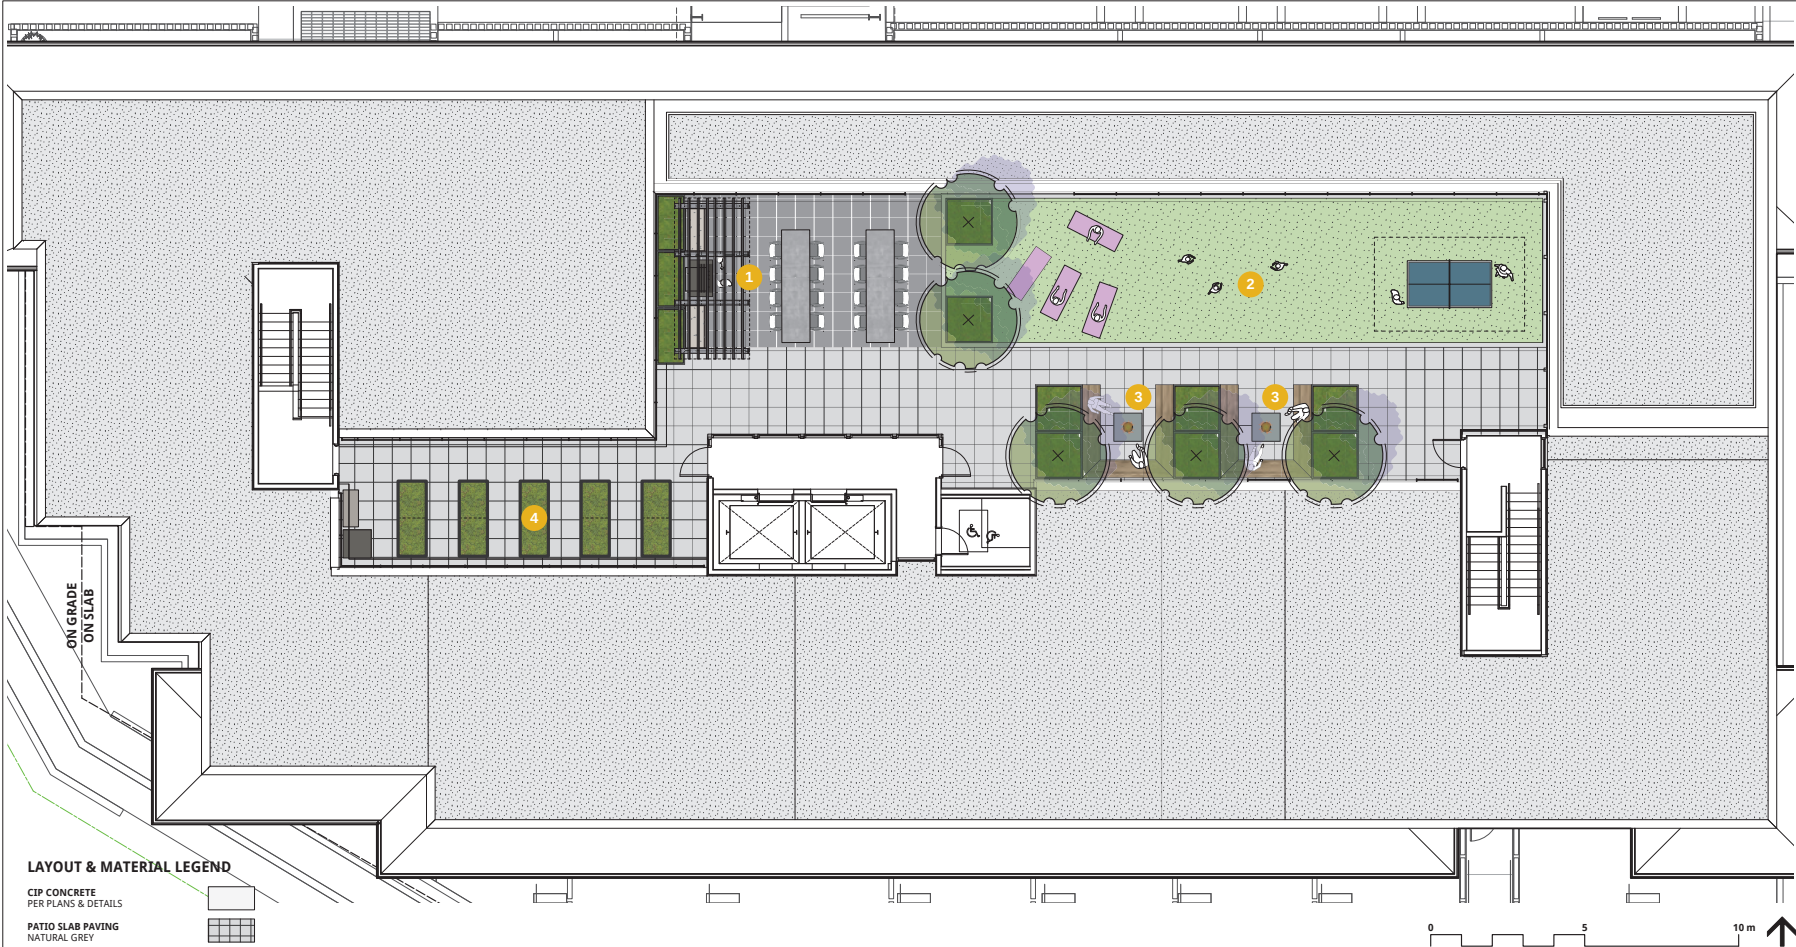 1
2
3
3
4
ON GRADE
ON SLAB
LAYOUT & MATERIAL LEGEND
CIP CONCRETE
PER PLANS & DETAILS
PATIO SLAB PAVING
NATURAL GREY
0 5 10 m